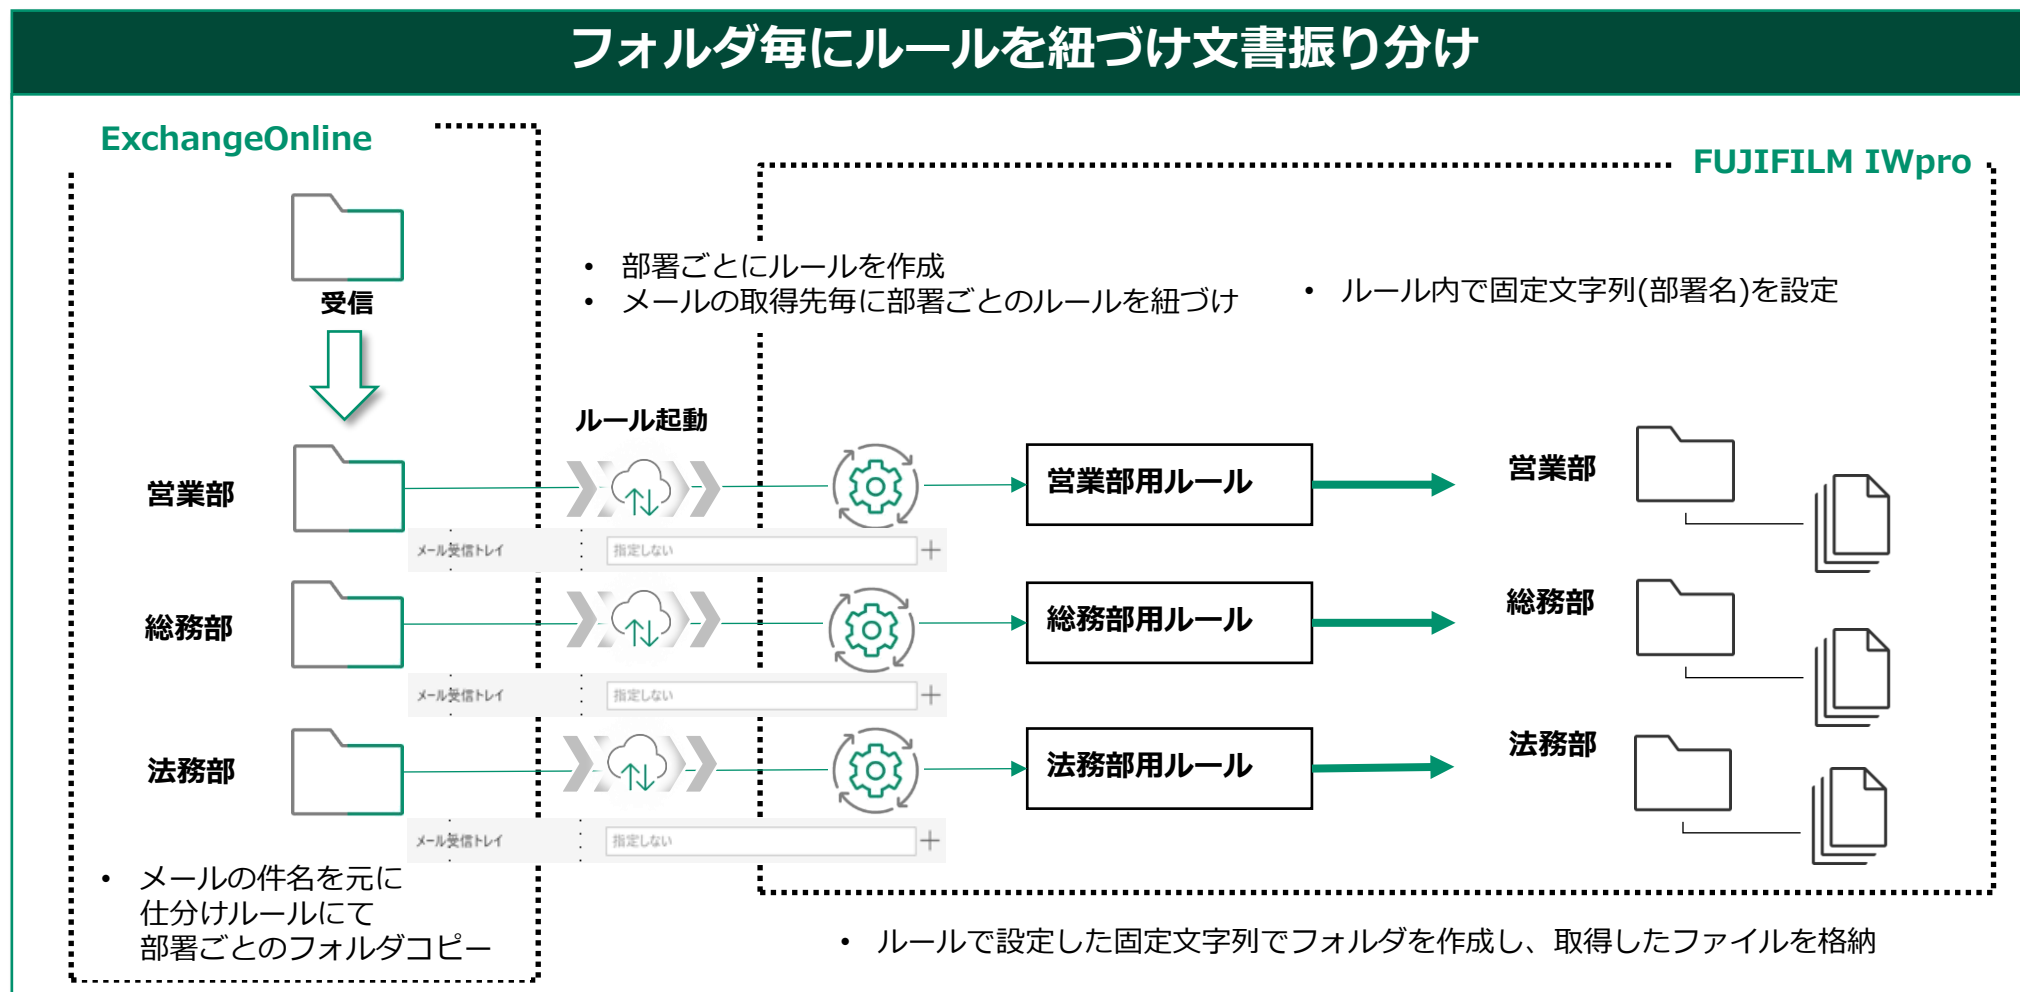 フォルダ毎にルールを紐づけ文書振り分け
ExchangeOnline
FUJIFILM IWpro
受信
• 部署ごとにルールを作成
• メールの取得先毎に部署ごとのルールを紐づけ
• ルール内で固定文字列(部署名)を設定
ルール起動
営業部
営業部用ルール
営業部
メール受信トレイ
指定しない
総務部
総務部用ルール
総務部
メール受信トレイ
指定しない
法務部
法務部用ルール
法務部
メール受信トレイ
指定しない
• メールの件名を元に
仕分けルールにて
部署ごとのフォルダコピー
• ルールで設定した固定文字列でフォルダを作成し、取得したファイルを格納